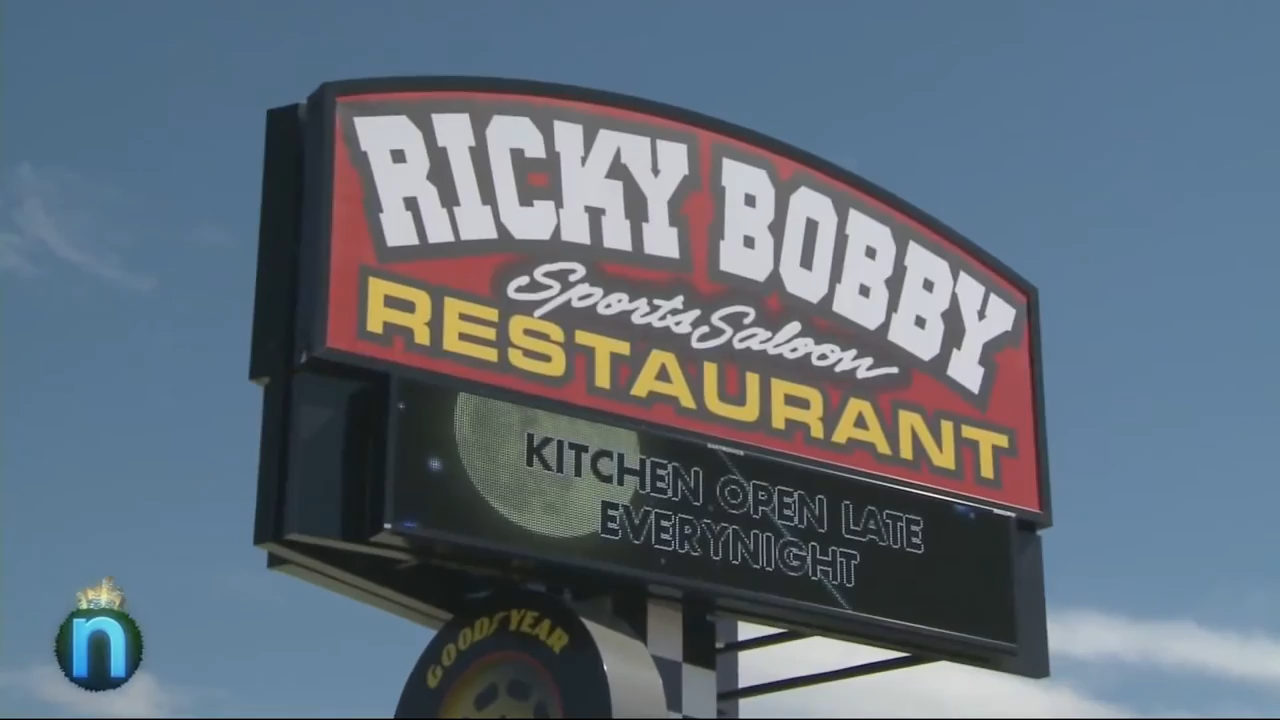 RICKY BOBBY
Sports Saloon
RESTAURANT
KITCHEN OPEN LATE
EVERYNIGHT
GOODYEAR
n